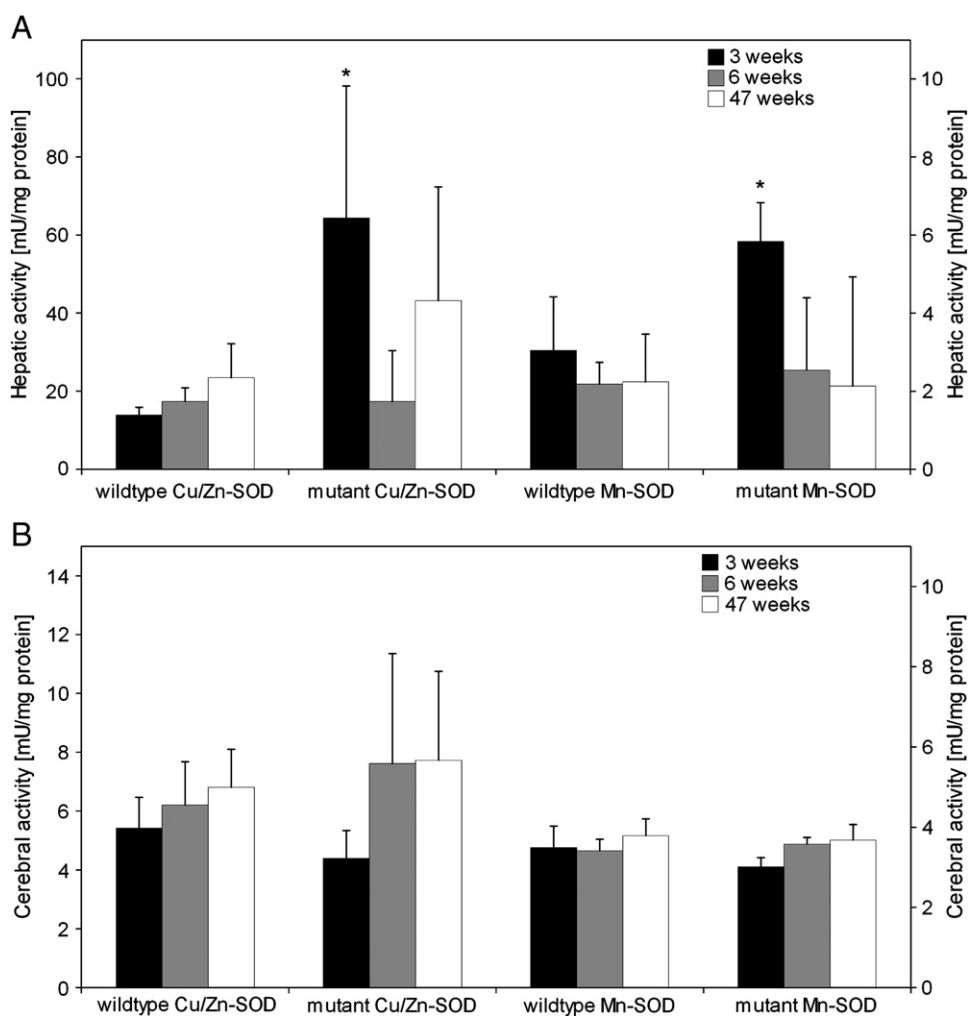 A
Hepatic activity [mU/mg protein]
100
80
60
40
20
0
*
*
3 weeks
6 weeks
47 weeks
10
8
6
4
2
0
Hepatic activity [mU/mg protein]
wildtype Cu/Zn-SOD
mutant Cu/Zn-SOD
wildtype Mn-SOD
mutant Mn-SOD
B
Cerebral activity [mU/mg protein]
14
12
10
8
6
4
2
0
3 weeks
6 weeks
47 weeks
10
8
6
4
2
0
Cerebral activity [mU/mg protein]
wildtype Cu/Zn-SOD
mutant Cu/Zn-SOD
wildtype Mn-SOD
mutant Mn-SOD